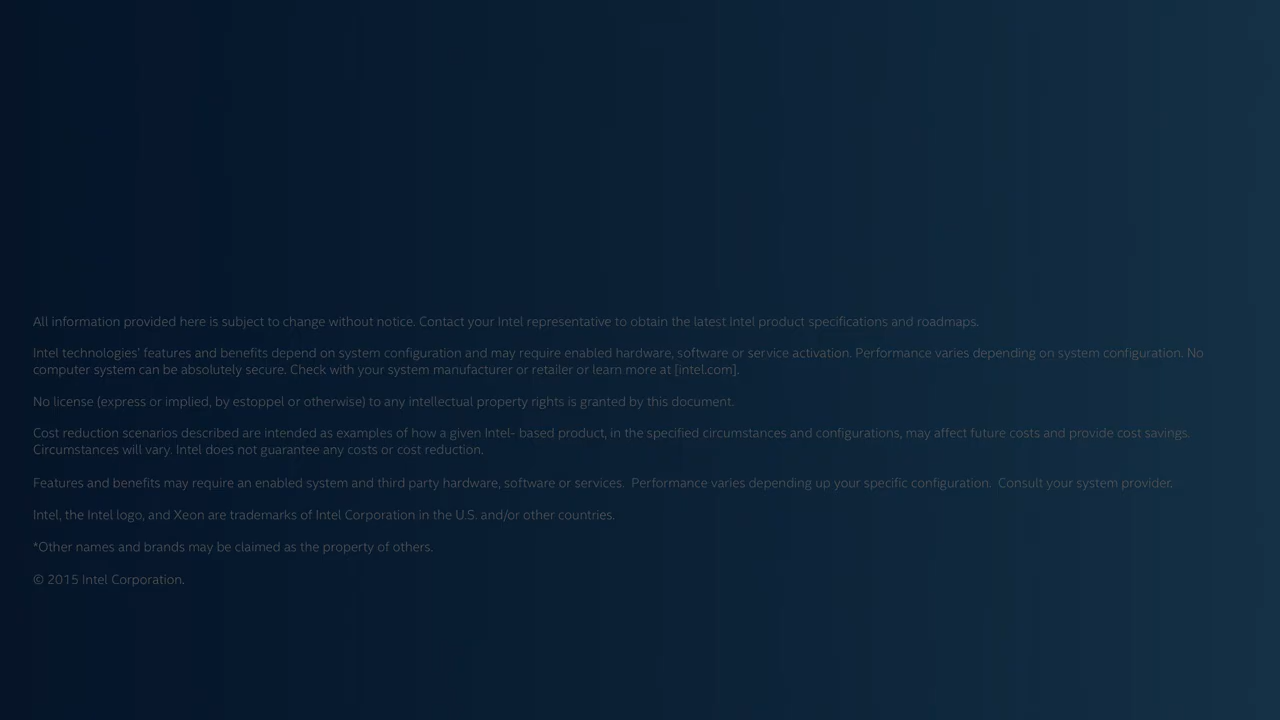 All information provided here is subject to change without notice. Contact your Intel representative to obtain the latest Intel product specifications and roadmaps.
Intel technologies' features and benefits depend on system configuration and may require enabled hardware, software or service activation. Performance varies depending on system configuration. No
computer system can be absolutely secure. Check with your system manufacturer or retailer or learn more at [intel.com].
No license (express or implied, by estoppel or otherwise) to any intellectual property rights is granted by this document.
Cost reduction scenarios described are intended as examples of how a given Intel- based product, in the specified circumstances and configurations, may affect future costs and provide cost savings.
Circumstances will vary. Intel does not guarantee any costs or cost reduction.
Features and benefits may require an enabled system and third party hardware, software or services.  Performance varies depending up your specific configuration.  Consult your system provider.
Intel, the Intel logo, and Xeon are trademarks of Intel Corporation in the U.S. and/or other countries.
*Other names and brands may be claimed as the property of others.
© 2015 Intel Corporation.